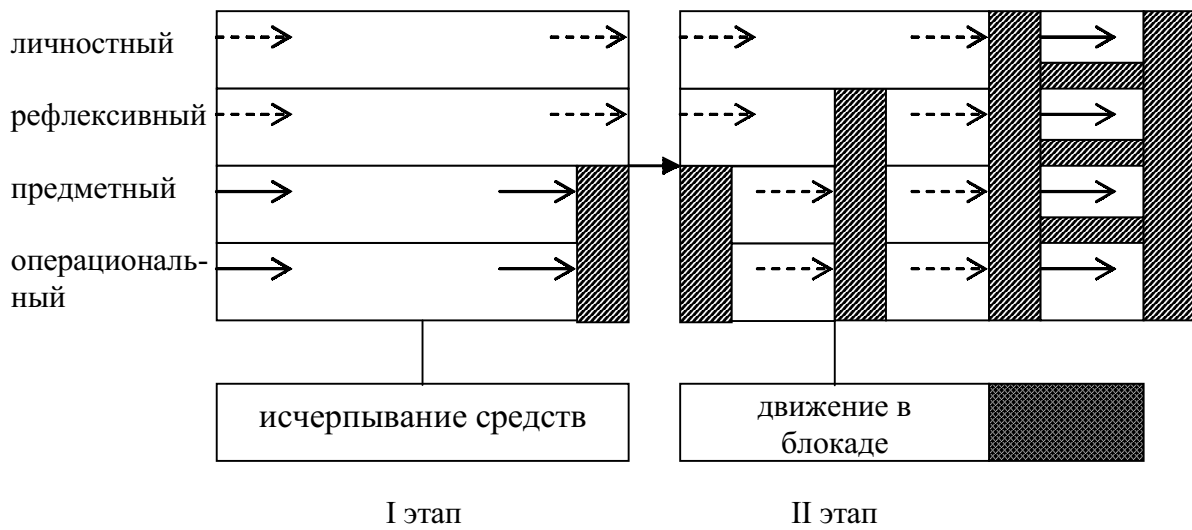 личностный
рефлексивный
предметный
операциональ-
ный
исчерпывание средств
движение в
блокаде
I этап
II этап